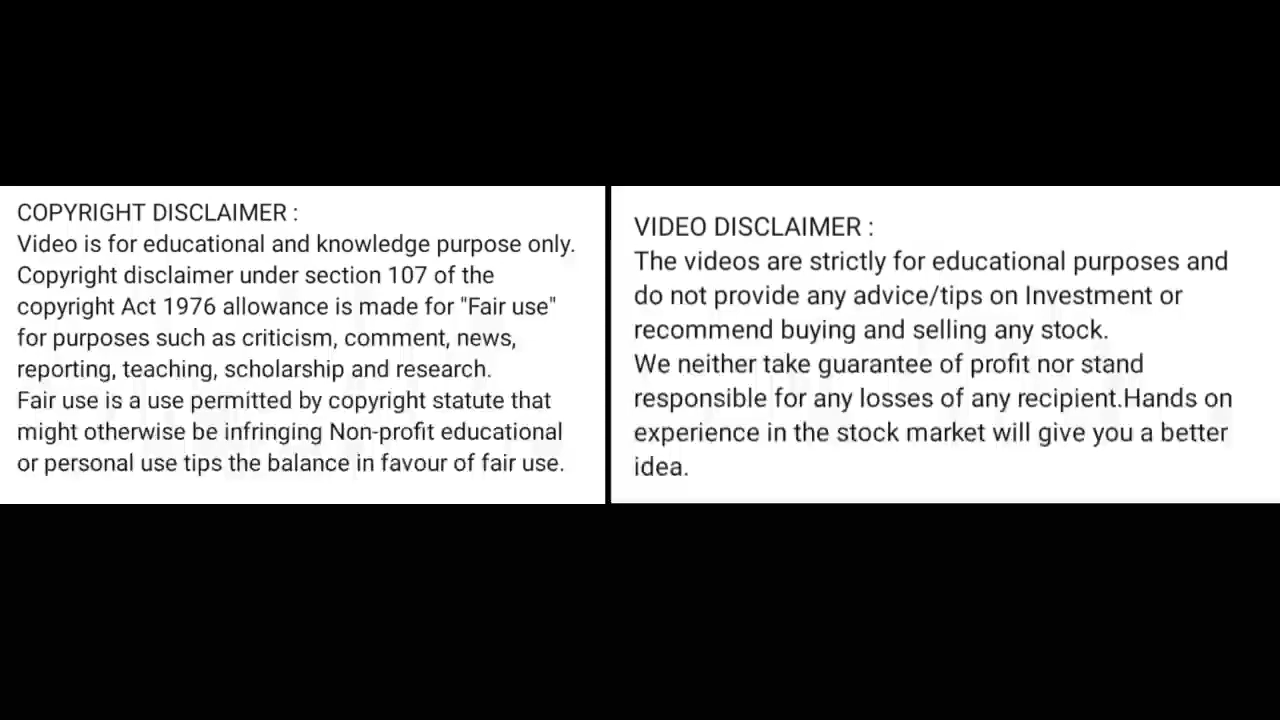 COPYRIGHT DISCLAIMER :
Video is for educational and knowledge purpose only.
Copyright disclaimer under section 107 of the
copyright Act 1976 allowance is made for "Fair use"
for purposes such as criticism, comment, news,
reporting, teaching, scholarship and research.
Fair use is a use permitted by copyright statute that
might otherwise be infringing Non-profit educational
or personal use tips the balance in favour of fair use.
VIDEO DISCLAIMER :
The videos are strictly for educational purposes and
do not provide any advice/tips on Investment or
recommend buying and selling any stock.
We neither take guarantee of profit nor stand
responsible for any losses of any recipient.Hands on
experience in the stock market will give you a better
idea.